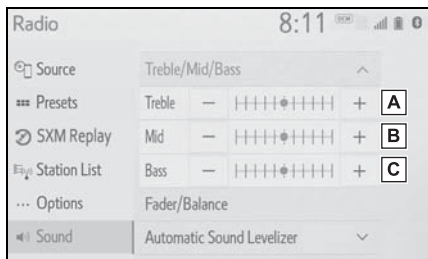 Radio 8:11 DCM
Source
Presets
SXM Replay
Station List
Options
Sound
Treble/Mid/Bass
Treble − + A
Mid − + B
Bass − + C
Fader/Balance
Automatic Sound Levelizer